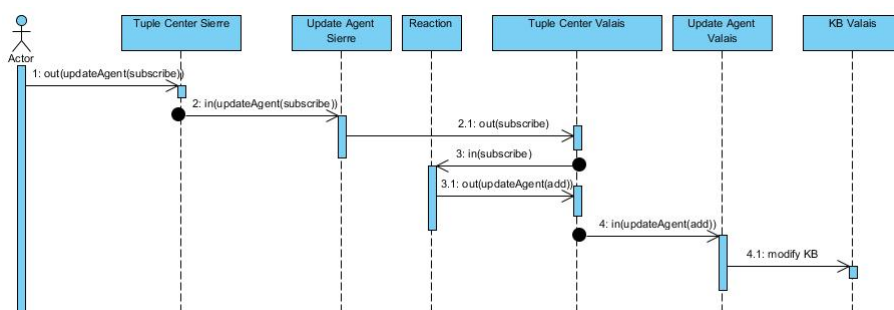 Tuple Center Sierre
Update Agent
Sierre
Reaction
Tuple Center Valais
Update Agent
Valais
KB Valais
Actor
1: out(updateAgent(subscribe))
2: in(updateAgent(subscribe))
2.1: out(subscribe)
3: in(subscribe)
3.1: out(updateAgent(add))
4: in(updateAgent(add))
4.1: modify KB